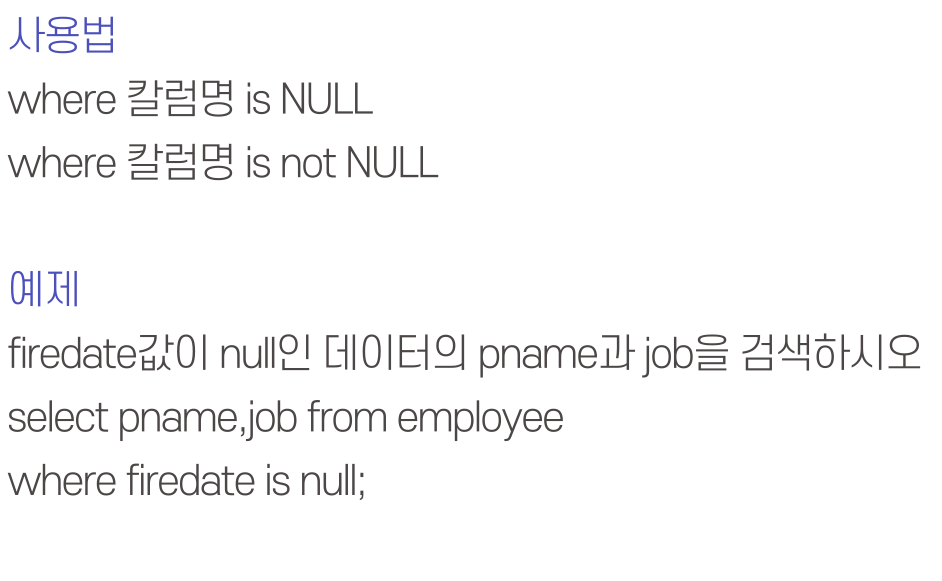 사용법
where 칼럼명 is NULL
where 칼럼명 is not NULL
예제
firedate값이 null인 데이터의 pname과 job을 검색하시오
select pname,job from employee
where firedate is null;